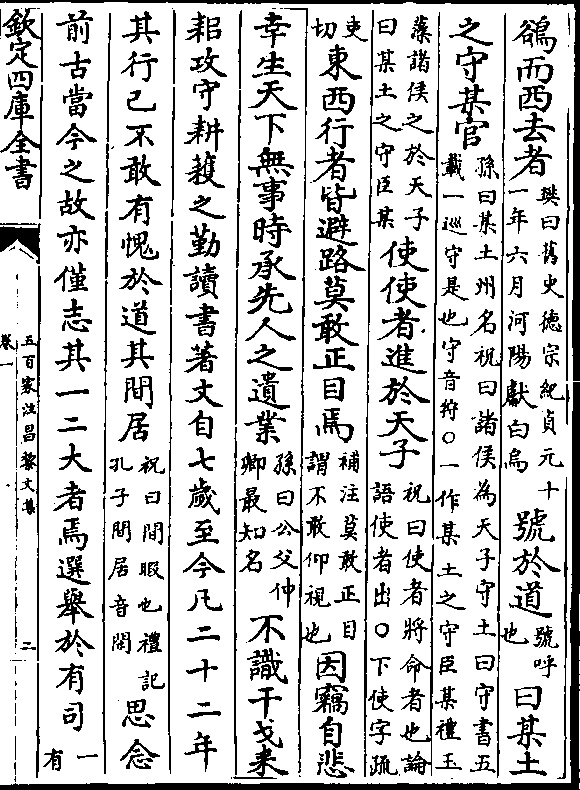 鵒而西去者樊曰舊史德宗紀貞元十一年六月河陽獻白烏號於道號呼也曰某土
之守某官孫曰某土州名祝曰諸侯為天子守土曰守書五載一巡守是也守音狩○一作某土之守臣某禮玉
藻諸侯之於天子曰某土之守臣某使使者進於天子祝曰使者將命者也論語使者出○下使字疏
吏切東西行者皆避路莫敢正目焉補注莫敢正目謂不敢仰視也因竊自悲
幸生天下無事時承先人之遺業孫曰公父仲卿最知名不識干戈耒
耜攻守耕穫之勤讀書著文自七歲至今凡二十二年
其行己不敢有愧於道其間居祝曰間暇也禮記孔子間居音閑思念
前古當今之故亦僅志其一二大者焉選舉於有司一有
欽定四庫全書
五百家注昌黎文集
卷一
二